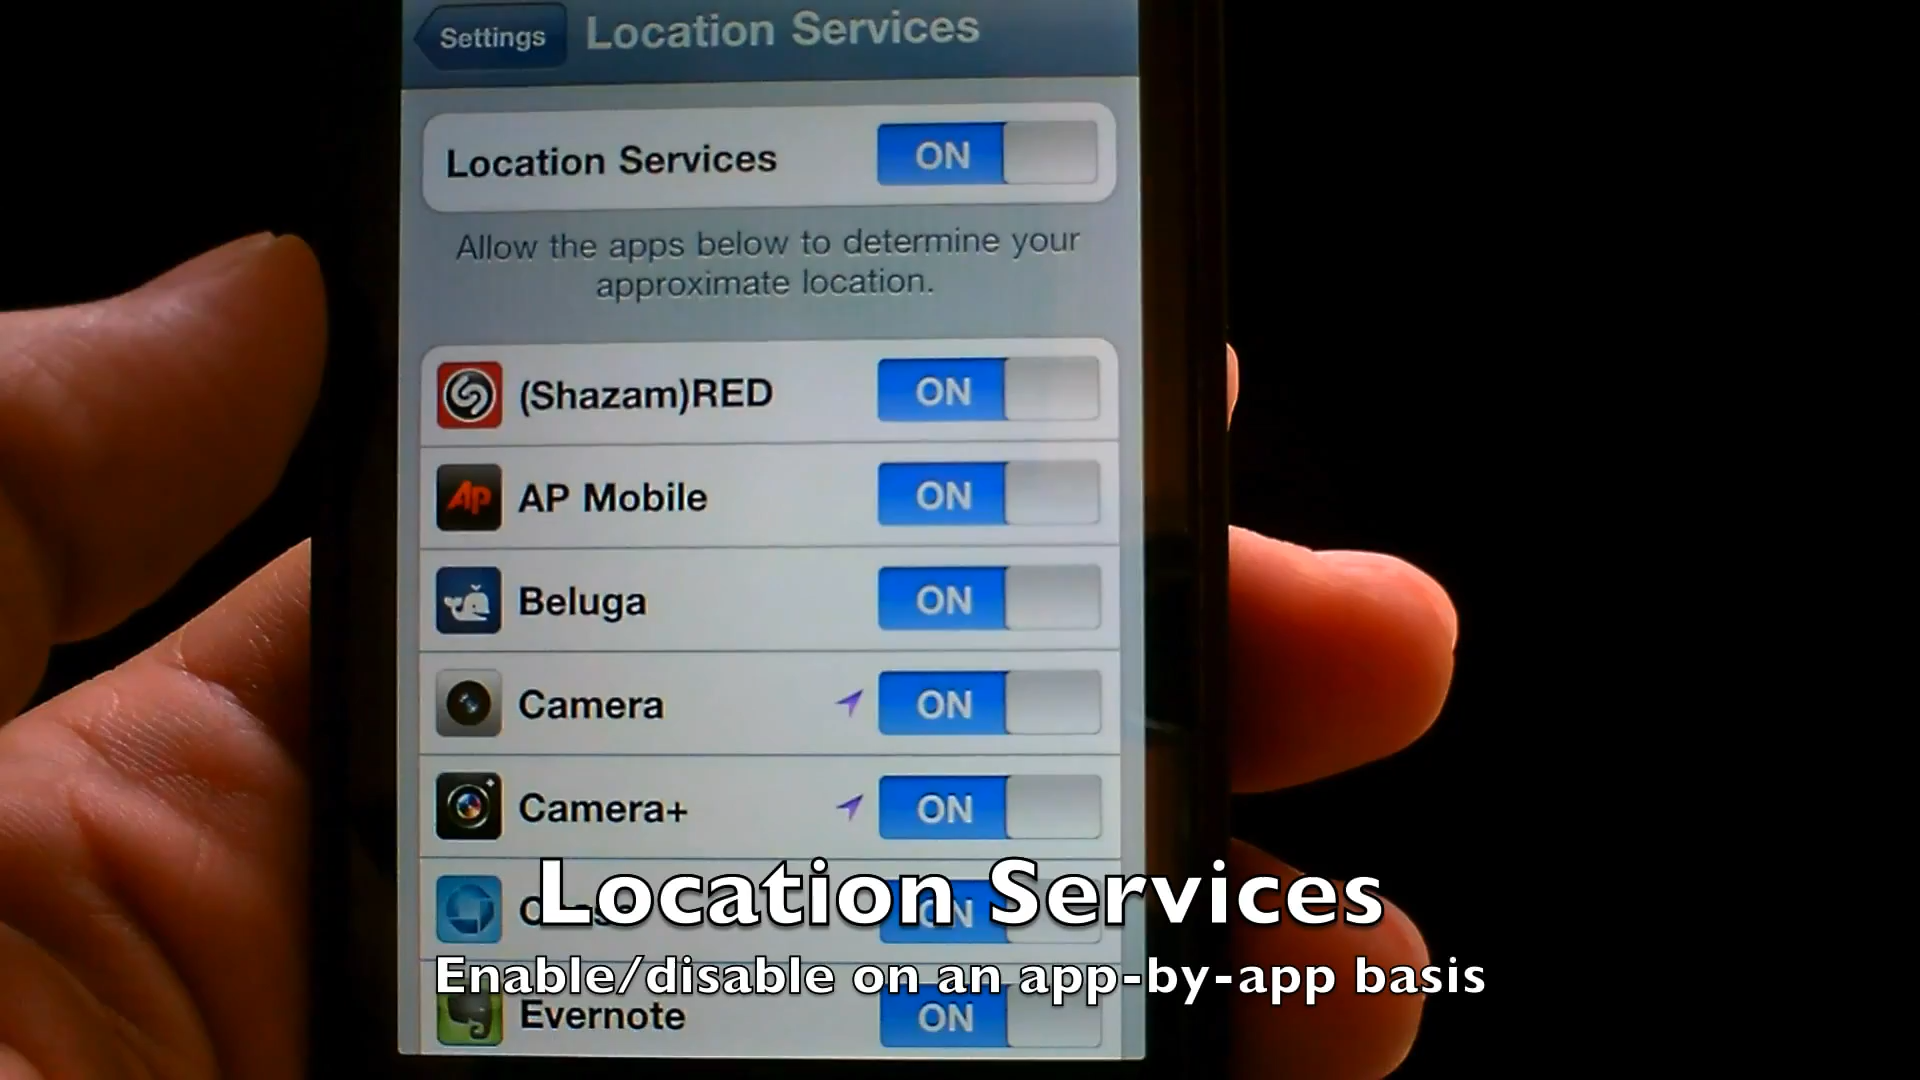 Settings
Location Services
Location Services
ON
Allow the apps below to determine your
approximate location.
(Shazam)RED
ON
AP
AP Mobile
ON
Beluga
ON
Camera
ON
Camera+
ON
ON
Location Services
Enable/disable on an app-by-app basis
Evernote
ON